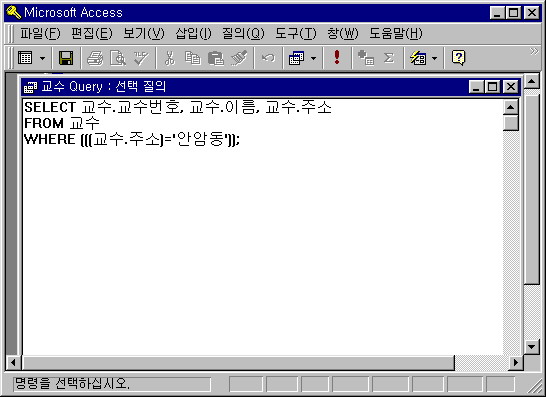 Microsoft Access
파일(F) 편집(E) 보기(V) 삽입(I) 질의(Q) 도구(T) 창(W) 도움말(H)
교수 Query : 선택 질의
SELECT 교수.교수번호, 교수.이름, 교수.주소
FROM 교수
WHERE (((교수.주소)='안암동'));
명령을 선택하십시오.